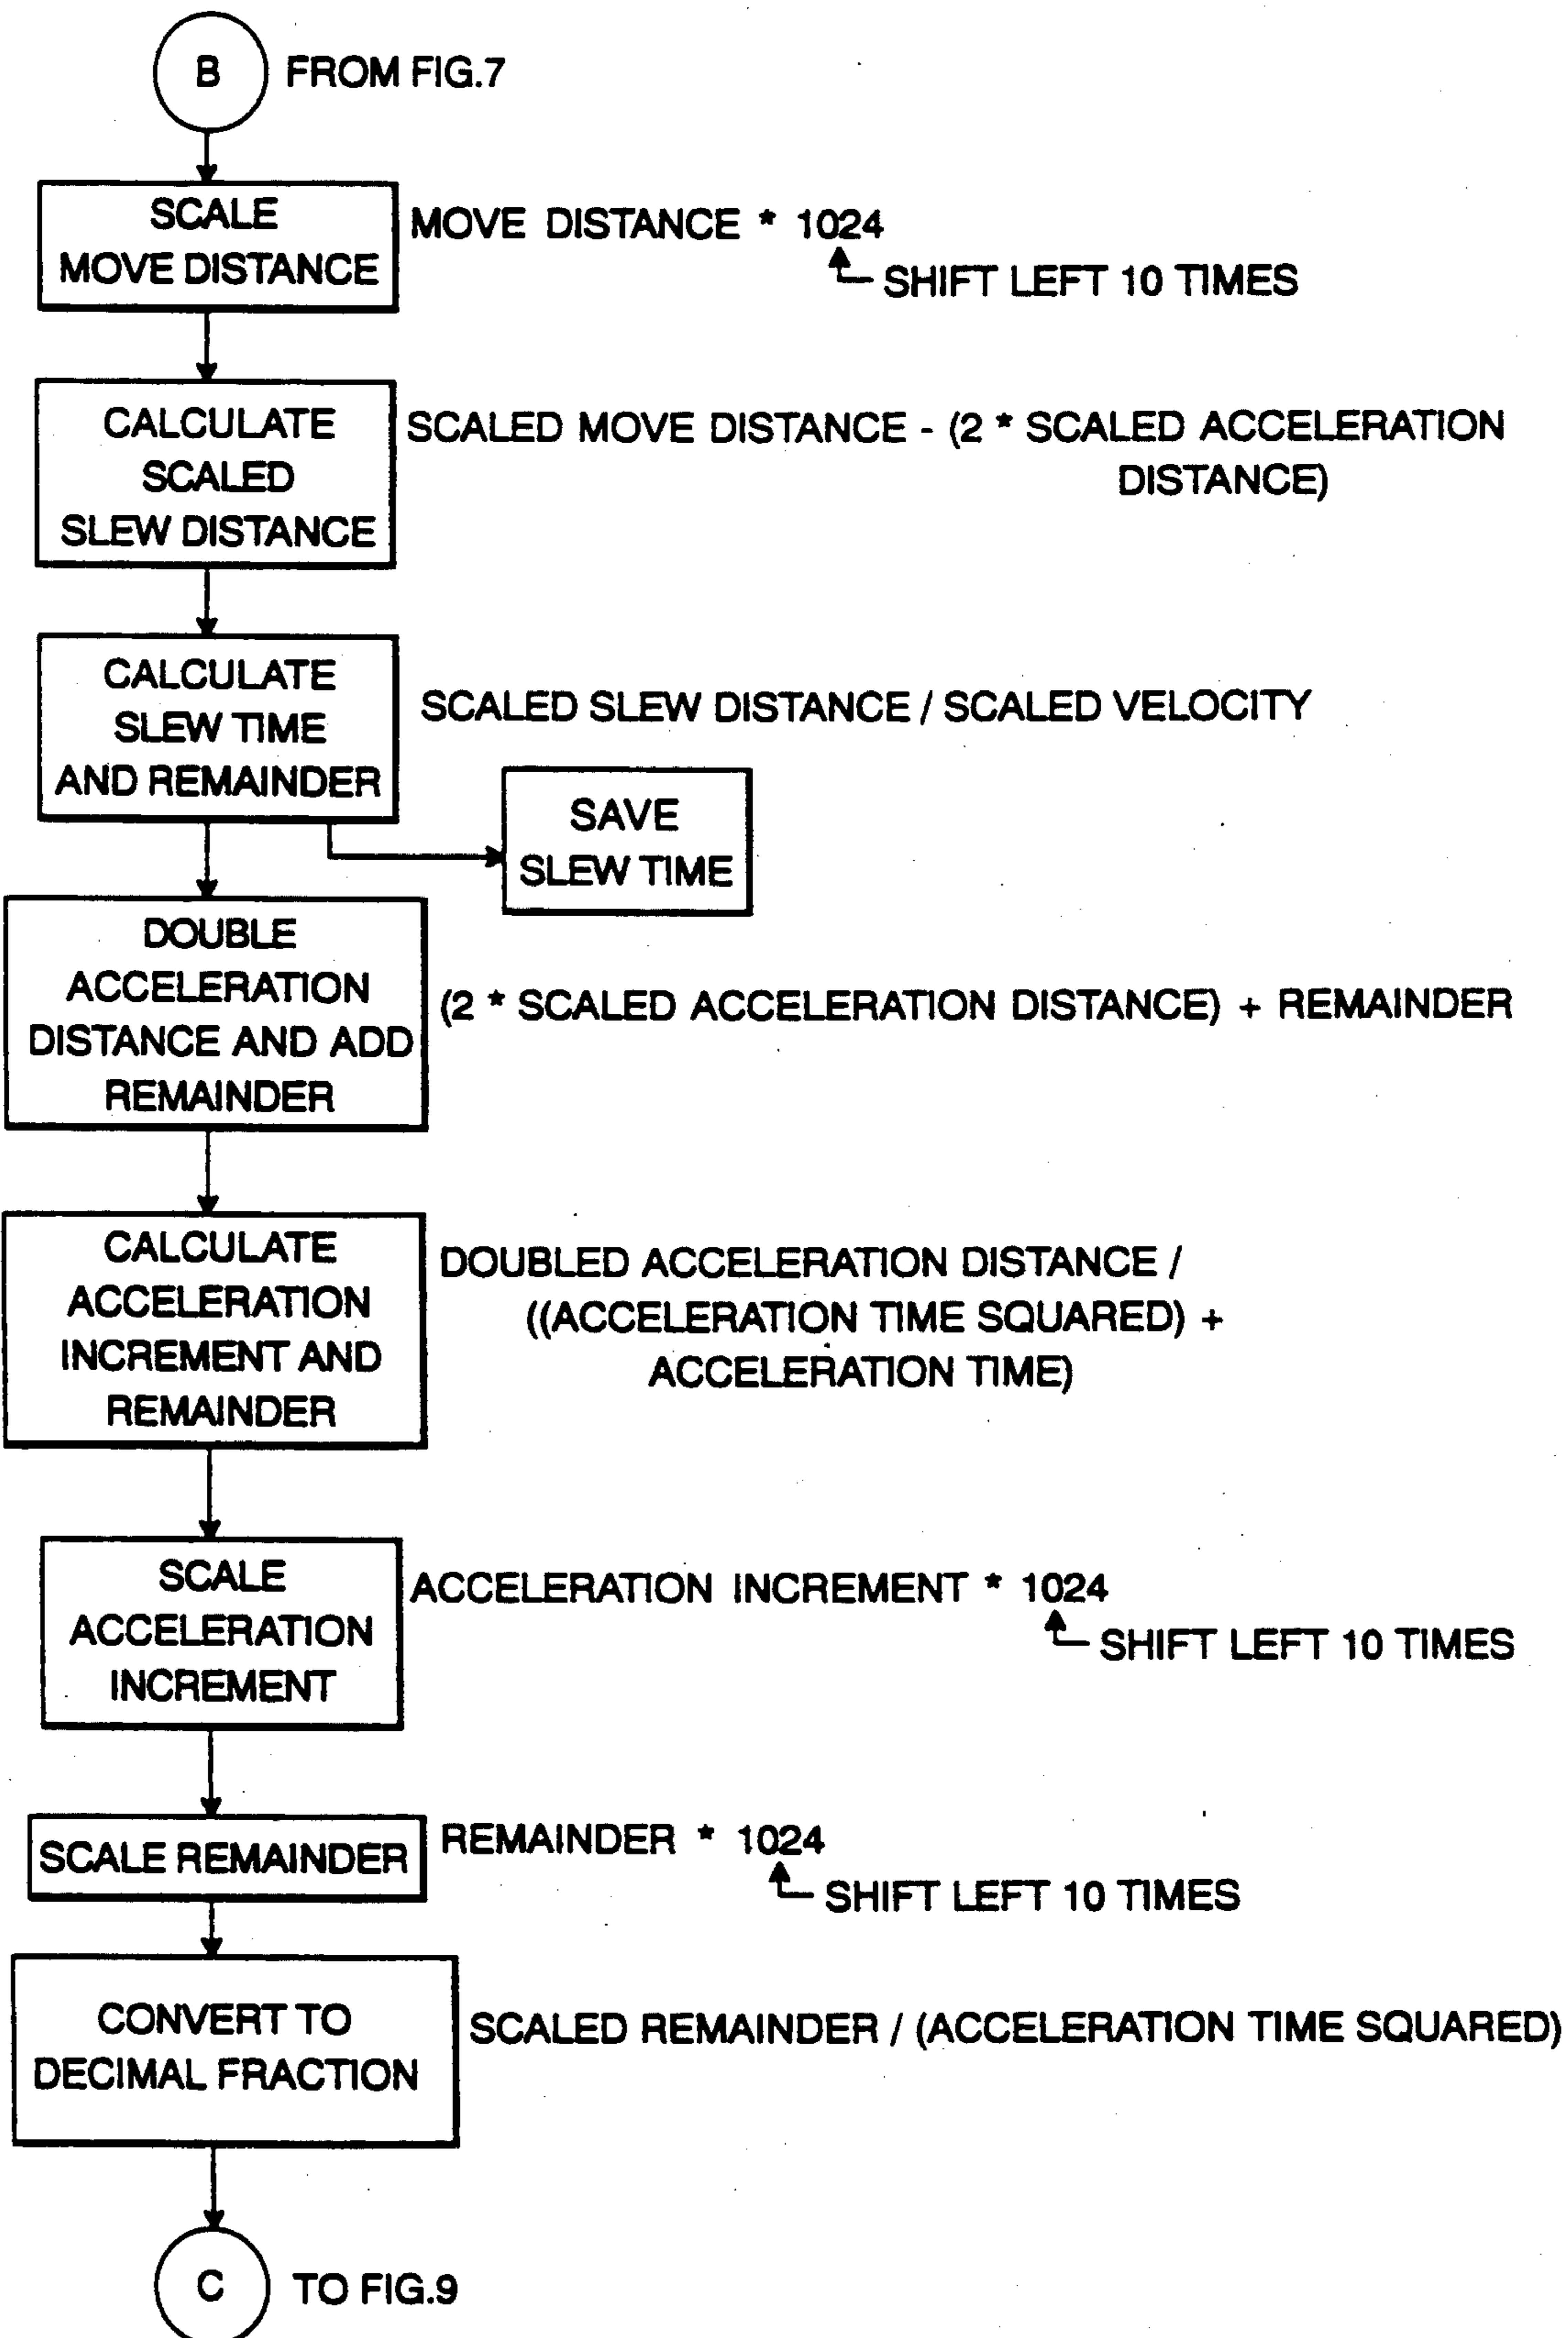 B FROM FIG.7
SCALE
MOVE DISTANCE
MOVE DISTANCE * 1024
SHIFT LEFT 10 TIMES
CALCULATE
SCALED
SLEW DISTANCE
SCALED MOVE DISTANCE - (2 * SCALED ACCELERATION
DISTANCE)
CALCULATE
SLEW TIME
AND REMAINDER
SCALED SLEW DISTANCE / SCALED VELOCITY
SAVE
SLEW TIME
DOUBLE
ACCELERATION
DISTANCE AND ADD
REMAINDER
(2 * SCALED ACCELERATION DISTANCE) + REMAINDER
CALCULATE
ACCELERATION
INCREMENT AND
REMAINDER
DOUBLED ACCELERATION DISTANCE /
((ACCELERATION TIME SQUARED) +
ACCELERATION TIME)
SCALE
ACCELERATION
INCREMENT
ACCELERATION INCREMENT * 1024
SHIFT LEFT 10 TIMES
SCALE REMAINDER
REMAINDER * 1024
SHIFT LEFT 10 TIMES
CONVERT TO
DECIMAL FRACTION
SCALED REMAINDER / (ACCELERATION TIME SQUARED)
C TO FIG.9